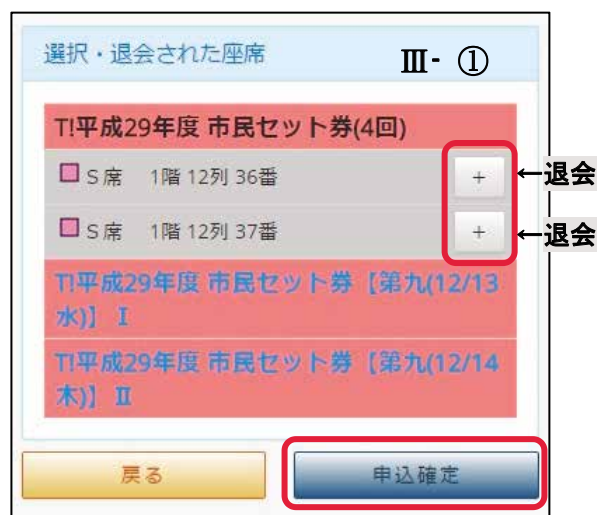 選択・退会された座席
Ⅲ- ①
T!平成29年度 市民セット券(4回)
S席 1階 12列 36番
+
←退会
S席 1階 12列 37番
+
←退会
T!平成29年度 市民セット券【第九(12/13
水)】 Ⅰ
T!平成29年度 市民セット券【第九(12/14
木)】 Ⅱ
戻る
申込確定